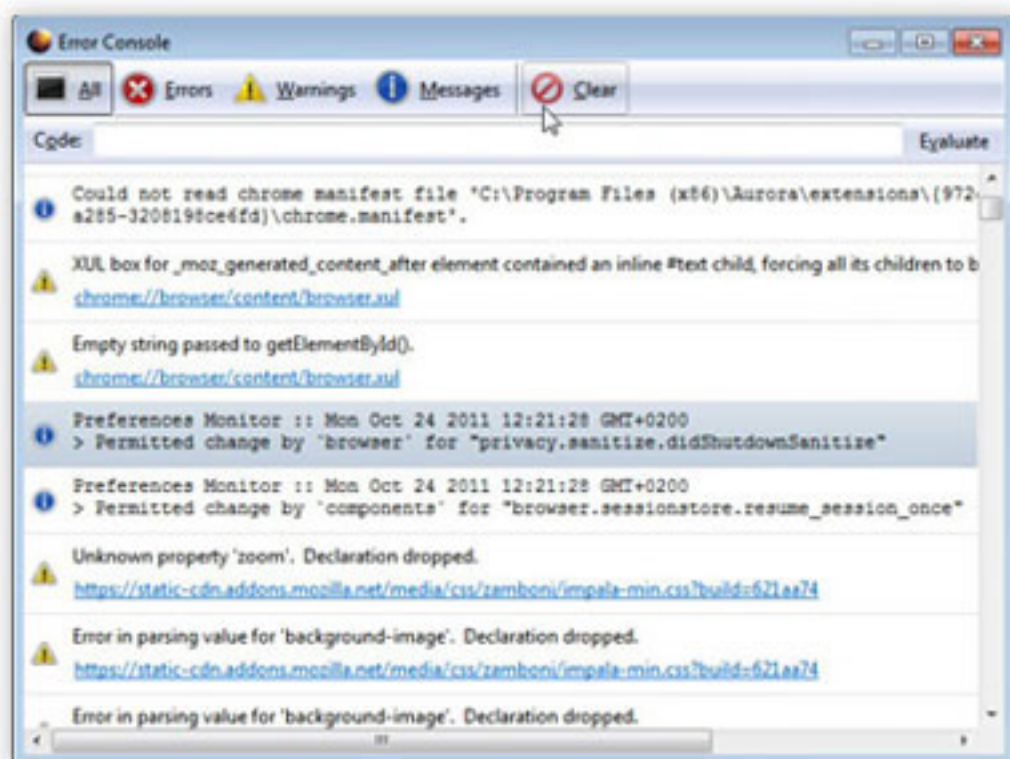 Error Console
All Errors Warnings Messages Clear
Code: Evaluate
Could not read chrome manifest file "C:\Program Files (x86)\Aurora\extensions\{972-
a285-3208198ce6fd}\chrome.manifest".
XUL box for _moz_generated_content_after element contained an inline #text child, forcing all its children to b
chrome://browser/content/browser.xul
Empty string passed to getElementById().
chrome://browser/content/browser.xul
Preferences Monitor :: Mon Oct 24 2011 12:21:28 GMT+0200
> Permitted change by `browser` for "privacy.sanitize.didShutdownSanitize"
Preferences Monitor :: Mon Oct 24 2011 12:21:28 GMT+0200
> Permitted change by `components` for "browser.sessionstore.resume_session_once"
Unknown property 'zoom'. Declaration dropped.
https://static-cdn.addons.mozilla.net/media/css/zamboni/impala-min.css?build=621aa74
Error in parsing value for 'background-image'. Declaration dropped.
https://static-cdn.addons.mozilla.net/media/css/zamboni/impala-min.css?build=621aa74
Error in parsing value for 'background-image'. Declaration dropped.